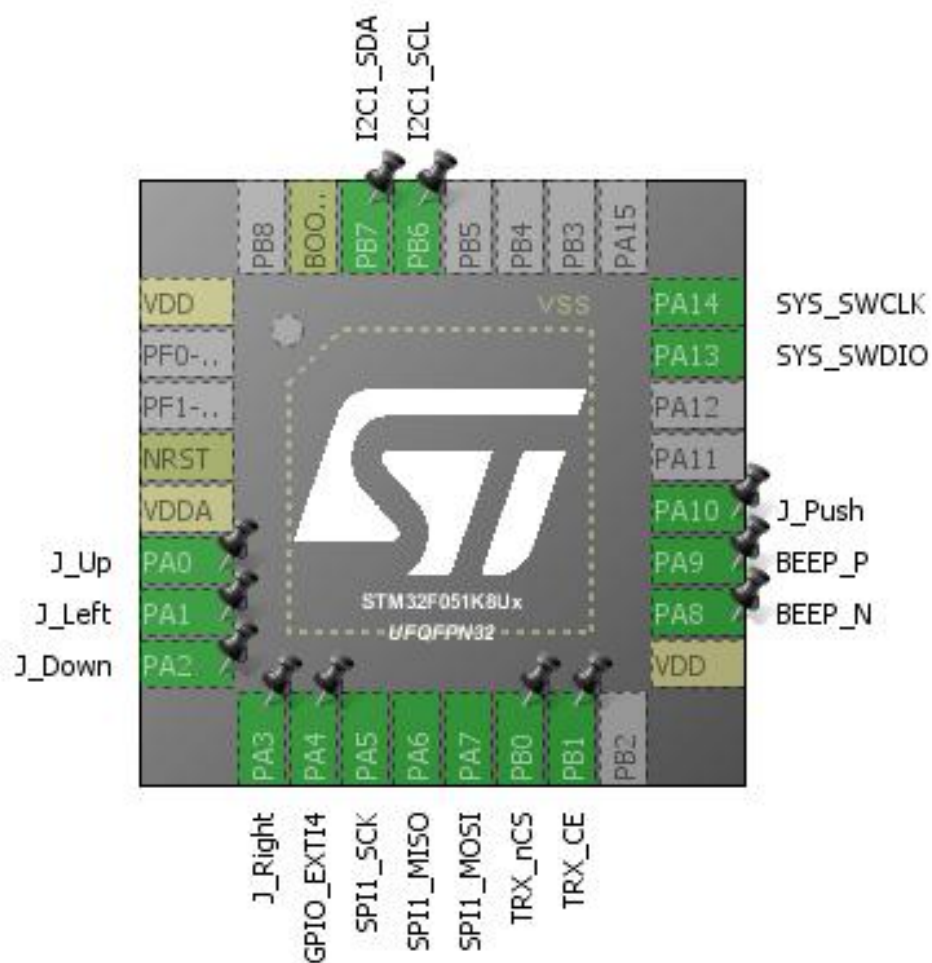 I2C1_SDA
I2C1_SCL
PB8
BOO..
PB7
PB6
PB5
PB4
PB3
PA15
VDD
PF0-..
PF1-..
NRST
VDDA
J_Up PA0
J_Left PA1
J_Down PA2
VSS
ST
STM32F051K8Ux
UFQFPN32
PA14 SYS_SWCLK
PA13 SYS_SWDIO
PA12
PA11
PA10 J_Push
PA9 BEEP_P
PA8 BEEP_N
VDD
PA3
PA4
PA5
PA6
PA7
PB0
PB1
PB2
J_Right
GPIO_EXTI4
SPI1_SCK
SPI1_MISO
SPI1_MOSI
TRX_nCS
TRX_CE